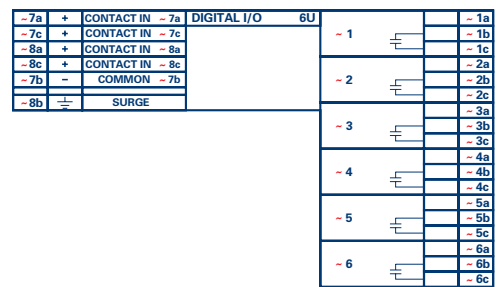 ~ 7a + CONTACT IN ~ 7a DIGITAL I/O 6U
~ 7c + CONTACT IN ~ 7c
~ 8a + CONTACT IN ~ 8a
~ 8c + CONTACT IN ~ 8c
~ 7b – COMMON ~ 7b
~ 8b SURGE
~ 1
~ 1a
~ 1b
~ 1c
~ 2
~ 2a
~ 2b
~ 2c
~ 3
~ 3a
~ 3b
~ 3c
~ 4
~ 4a
~ 4b
~ 4c
~ 5
~ 5a
~ 5b
~ 5c
~ 6
~ 6a
~ 6b
~ 6c